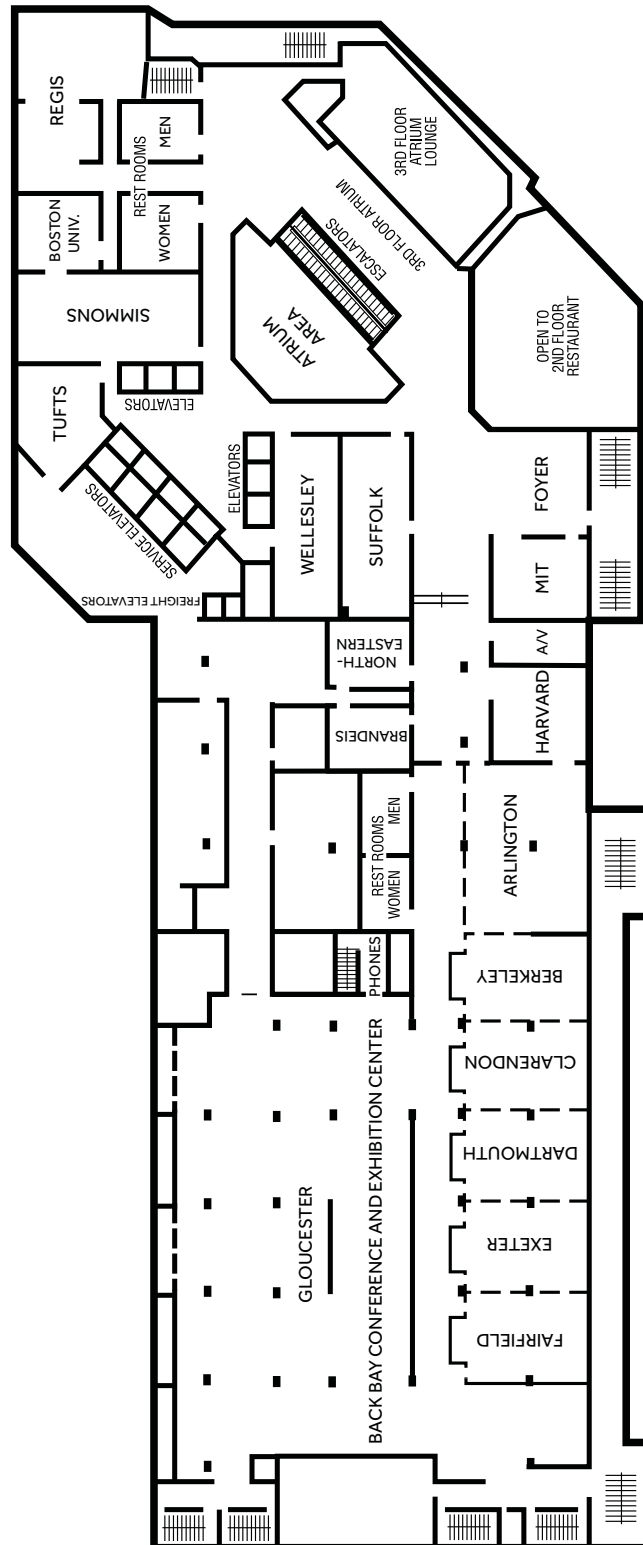 REGIS
MEN
REST ROOMS
WOMEN
BOSTON
UNIV.
SIMMONS
3RD FLOOR
ATRIUM
LOUNGE
3RD FLOOR ATRIUM
ESCALATORS
ATRIUM
AREA
OPEN TO
2ND FLOOR
RESTAURANT
ELEVATORS
TUFTS
SERVICE ELEVATORS
ELEVATORS
WELLESLEY
SUFFOLK
FOYER
MIT
FREIGHT ELEVATORS
NORTH-
EASTERN
A/V
HARVARD
BRANDEIS
ARLINGTON
MEN
REST ROOMS
WOMEN
PHONES
BERKELEY
CLARENDON
DARTMOUTH
EXETER
FAIRFIELD
GLOUCESTER
BACK BAY CONFERENCE AND EXHIBITION CENTER